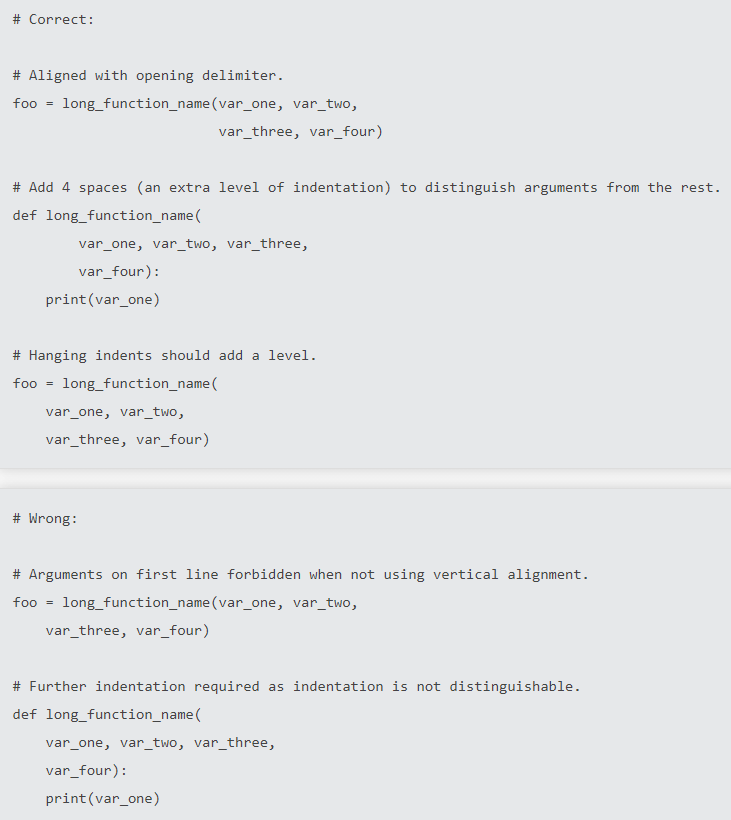 # Correct:

# Aligned with opening delimiter.
foo = long_function_name(var_one, var_two,
                         var_three, var_four)

# Add 4 spaces (an extra level of indentation) to distinguish arguments from the rest.
def long_function_name(
        var_one, var_two, var_three,
        var_four):
    print(var_one)

# Hanging indents should add a level.
foo = long_function_name(
    var_one, var_two,
    var_three, var_four)

# Wrong:

# Arguments on first line forbidden when not using vertical alignment.
foo = long_function_name(var_one, var_two,
    var_three, var_four)

# Further indentation required as indentation is not distinguishable.
def long_function_name(
    var_one, var_two, var_three,
    var_four):
    print(var_one)